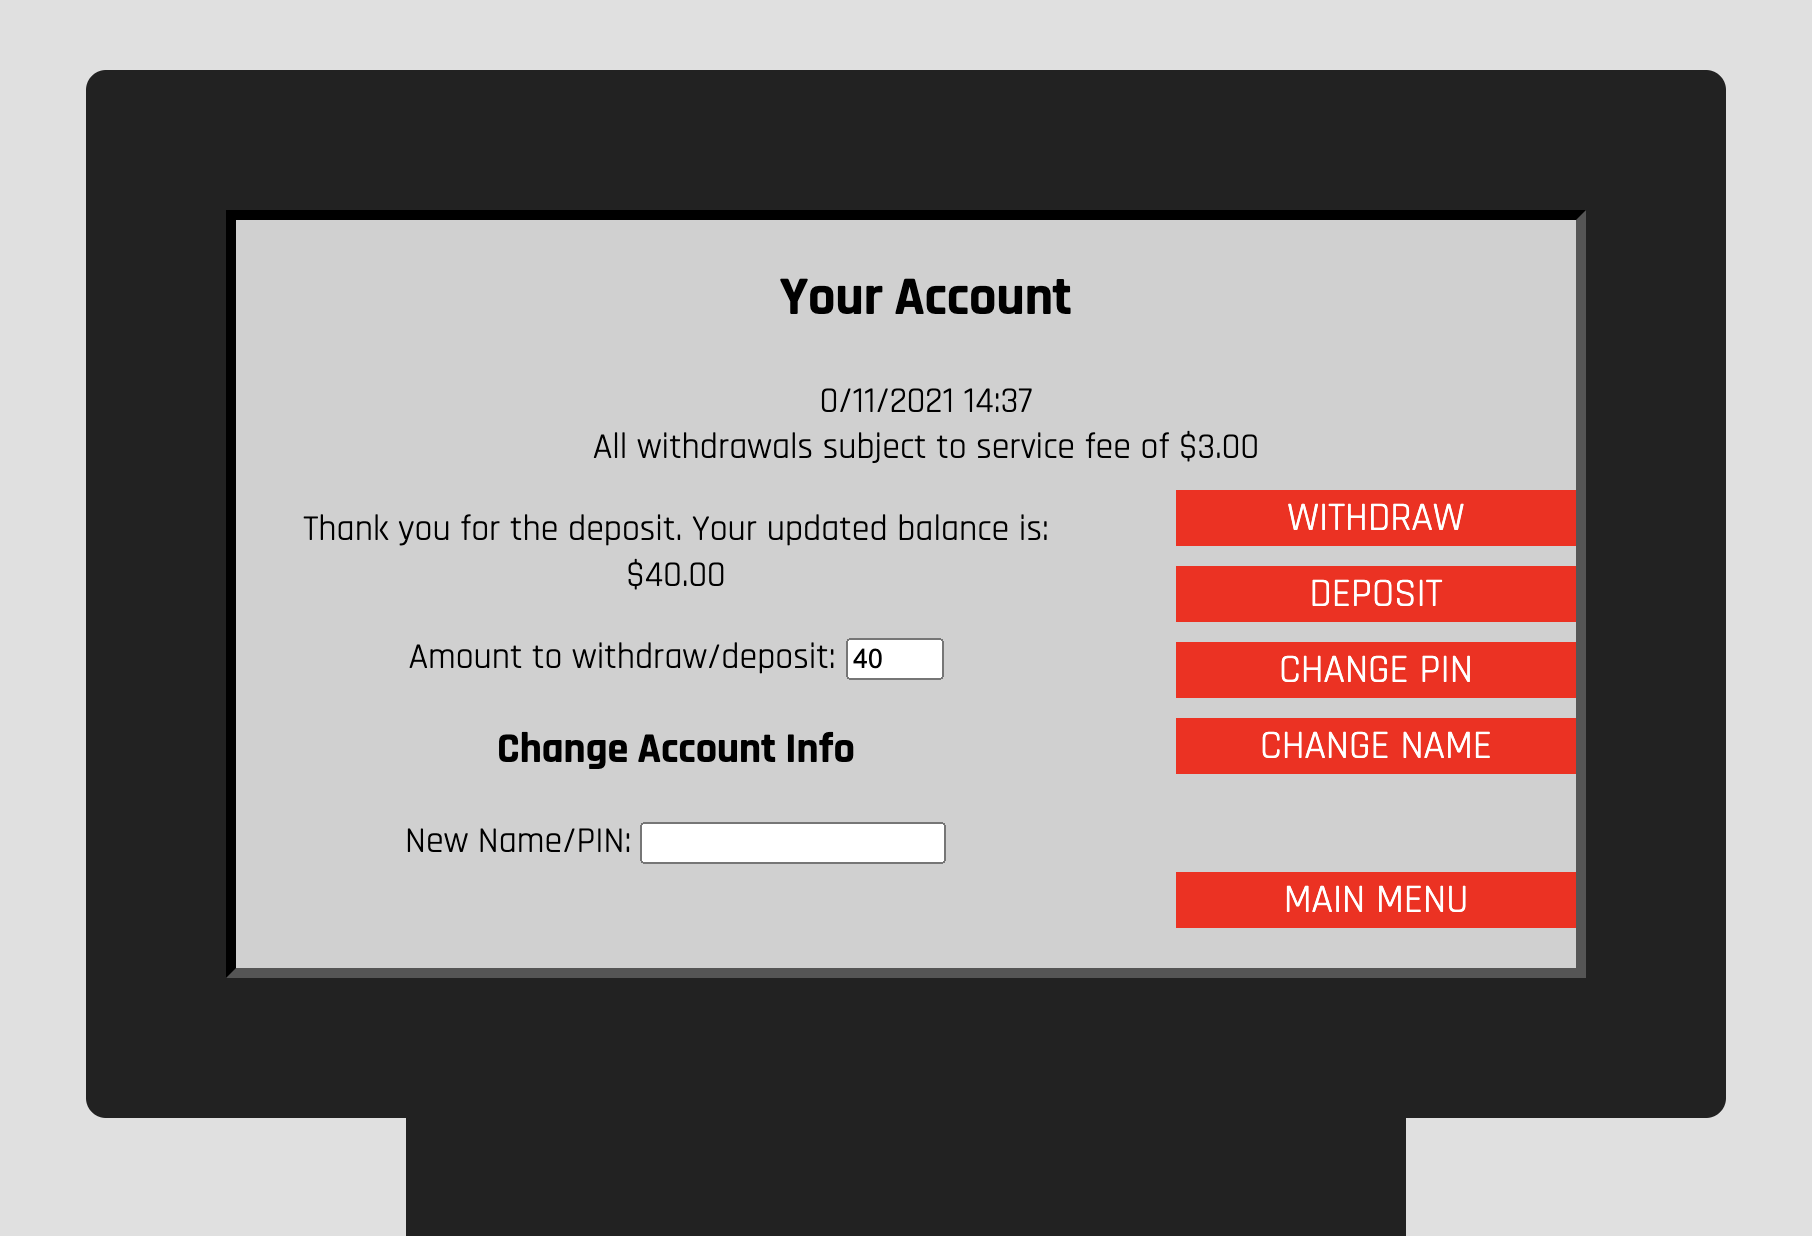 Your Account
0/11/2021 14:37
All withdrawals subject to service fee of $3.00
Thank you for the deposit. Your updated balance is:
$40.00
Amount to withdraw/deposit: 40
Change Account Info
New Name/PIN:
WITHDRAW
DEPOSIT
CHANGE PIN
CHANGE NAME
MAIN MENU